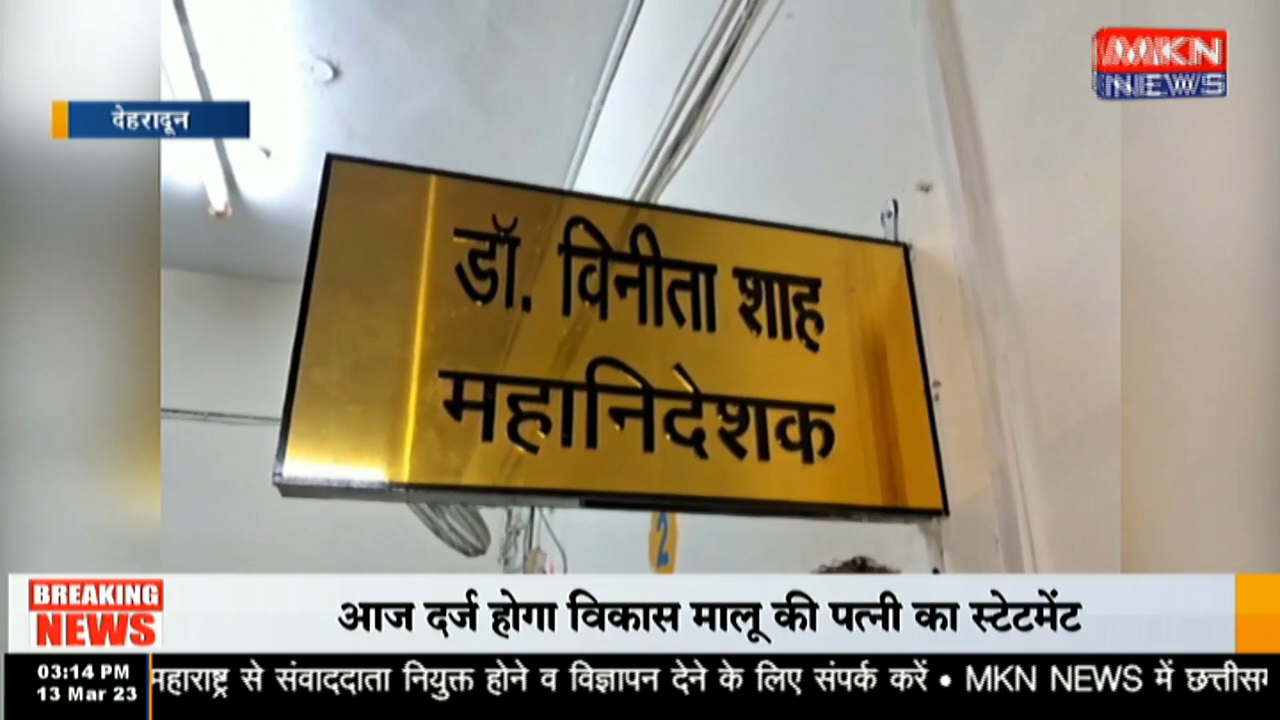 MKN
NEWS
देहरादून
डॉ. विनीता शाह
महानिदेशक
2
BREAKING
NEWS
आज दर्ज होगा विकास मालू की पत्नी का स्टेटमेंट
03:14 PM
13 Mar 23
महाराष्ट्र से संवाददाता नियुक्त होने व विज्ञापन देने के लिए संपर्क करें • MKN NEWS में